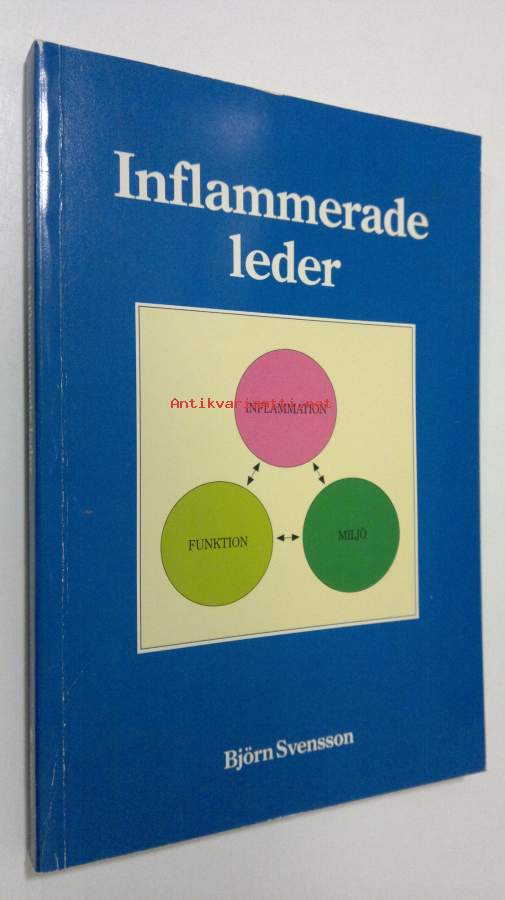 Inflammerade
leder
Antikvariaatti.net
INFLAMMATION
FUNKTION
MILJÖ
Björn Svensson